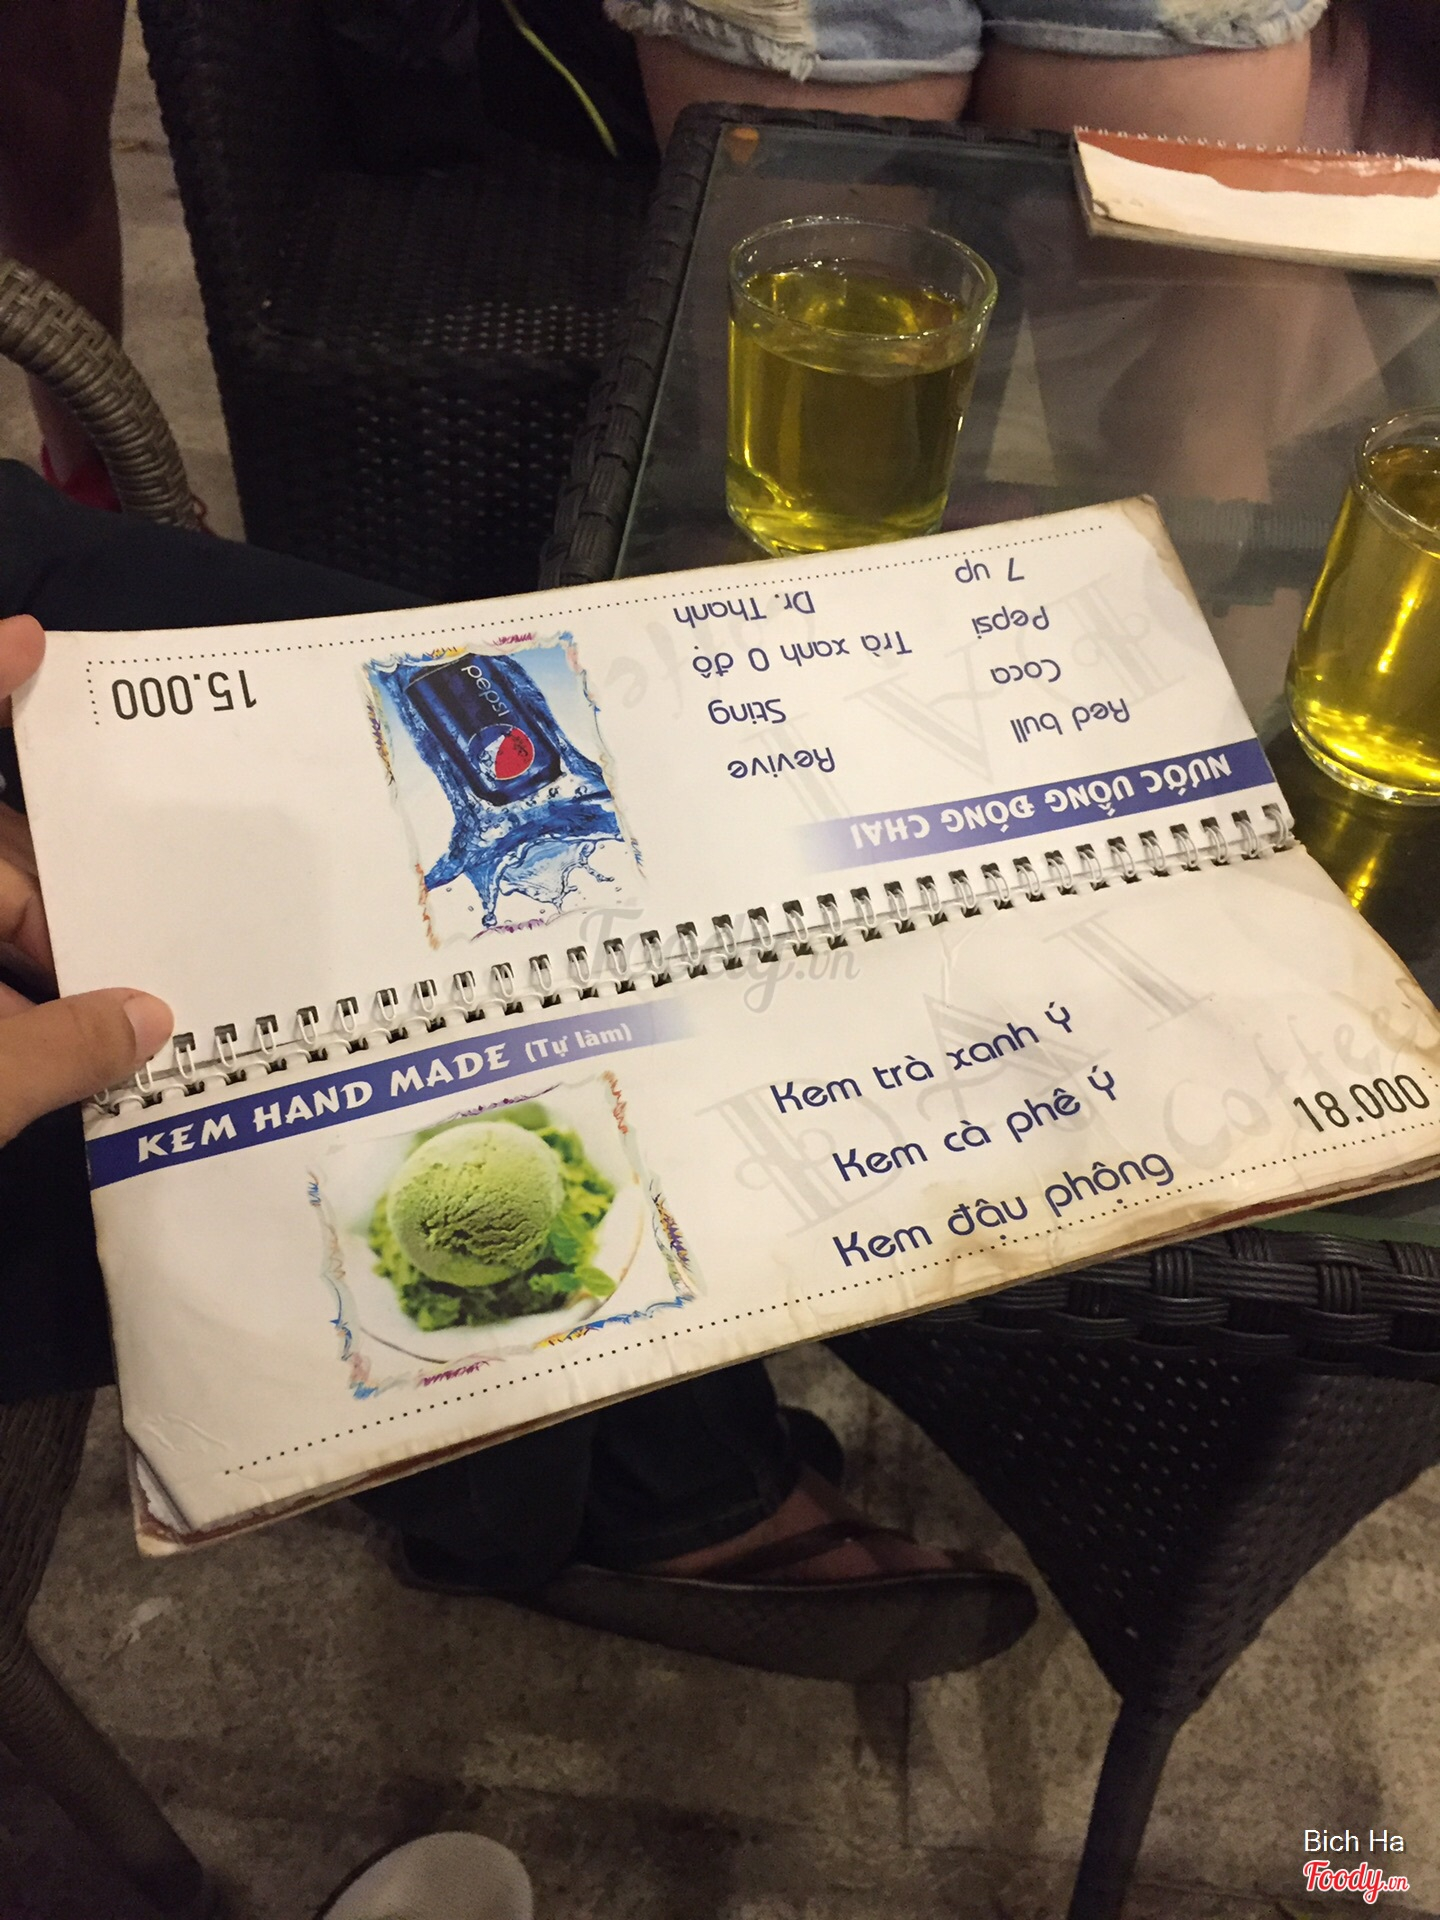 NƯỚC UỐNG ĐÓNG CHAI
Red bull
Coca
Pepsi
7 up
Revive
Sting
Trà xanh 0 độ
Dr. Thanh
15.000
pepsi
KEM HAND MADE (Tự làm)
Kem trà xanh Ý
Kem cà phê Ý
Kem đậu phộng
18.000
Coffee
Foody.vn
Bich Ha
Foody.vn